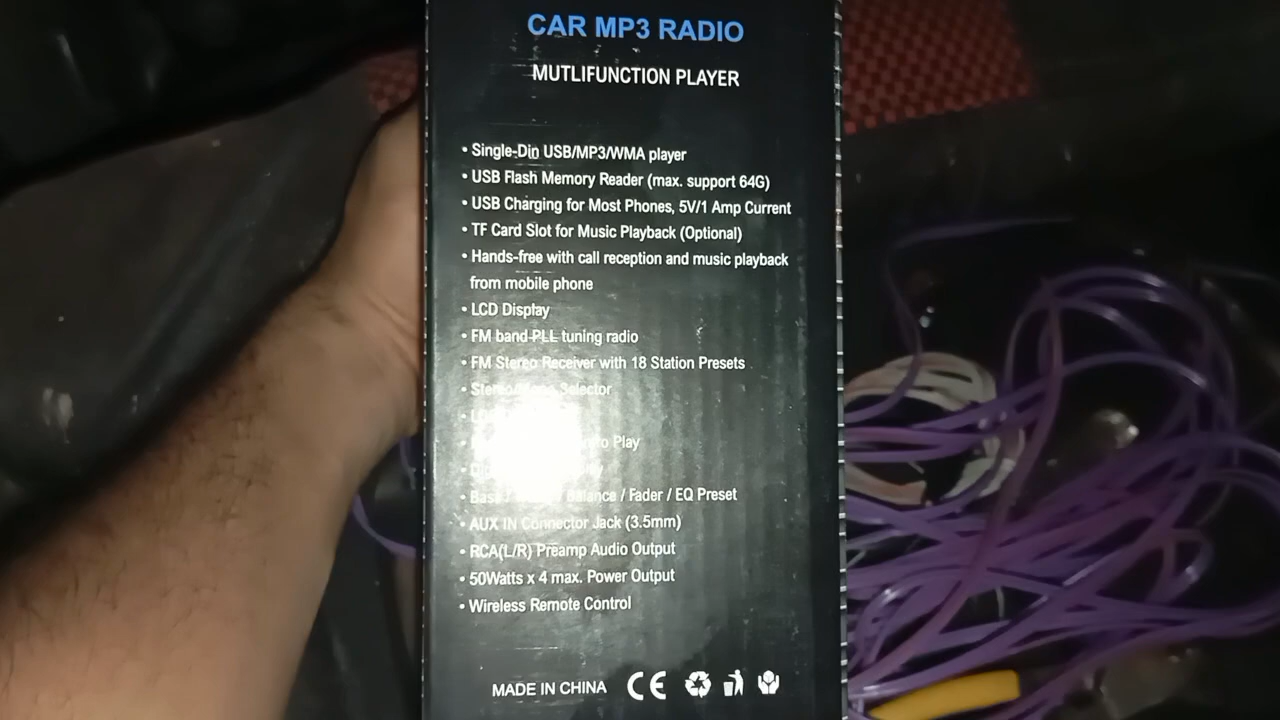 CAR MP3 RADIO
MUTLIFUNCTION PLAYER
• Single-Din USB/MP3/WMA player
• USB Flash Memory Reader (max. support 64G)
• USB Charging for Most Phones, 5V/1 Amp Current
• TF Card Slot for Music Playback (Optional)
• Hands-free with call reception and music playback
from mobile phone
• LCD Display
• FM band PLL tuning radio
• FM Stereo Receiver with 18 Station Presets
• Stereo/Mono Selector
• Play
• Bass / Balance / Fader / EQ Preset
• AUX IN Connector Jack (3.5mm)
• RCA(L/R) Preamp Audio Output
• 50Watts x 4 max. Power Output
• Wireless Remote Control
MADE IN CHINA CE